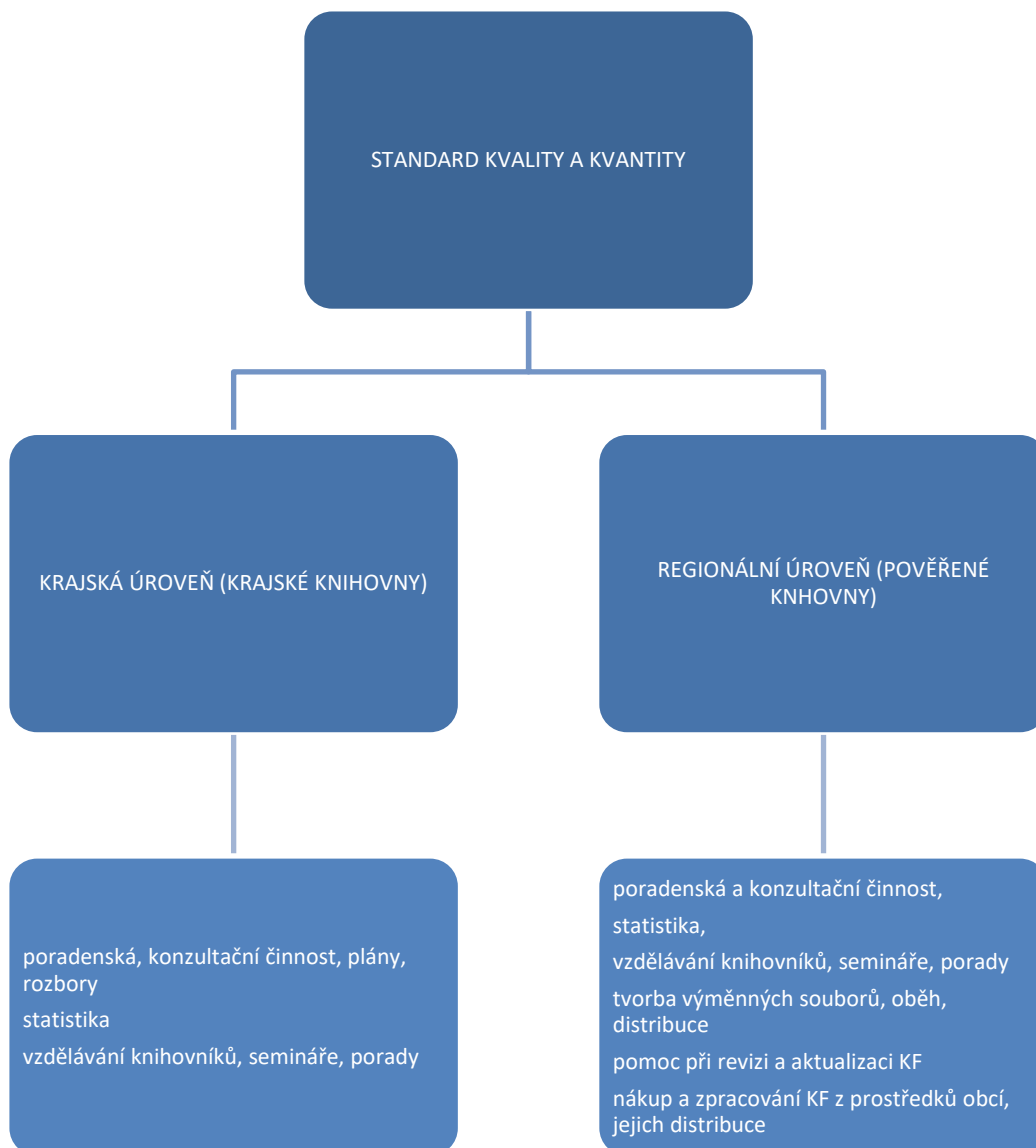 STANDARD KVALITY A KVANTITY
KRAJSKÁ ÚROVEŇ (KRAJSKÉ KNIHOVNY)
REGIONÁLNÍ ÚROVEŇ (POVĚŘENÉ
KNHOVNY)
poradenská, konzultační činnost, plány,
rozbory
statistika
vzdělávání knihovníků, semináře, porady
poradenská a konzultační činnost,
statistika,
vzdělávání knihovníků, semináře, porady
tvorba výměnných souborů, oběh,
distribuce
pomoc při revizi a aktualizaci KF
nákup a zpracování KF z prostředků obcí,
jejich distribuce